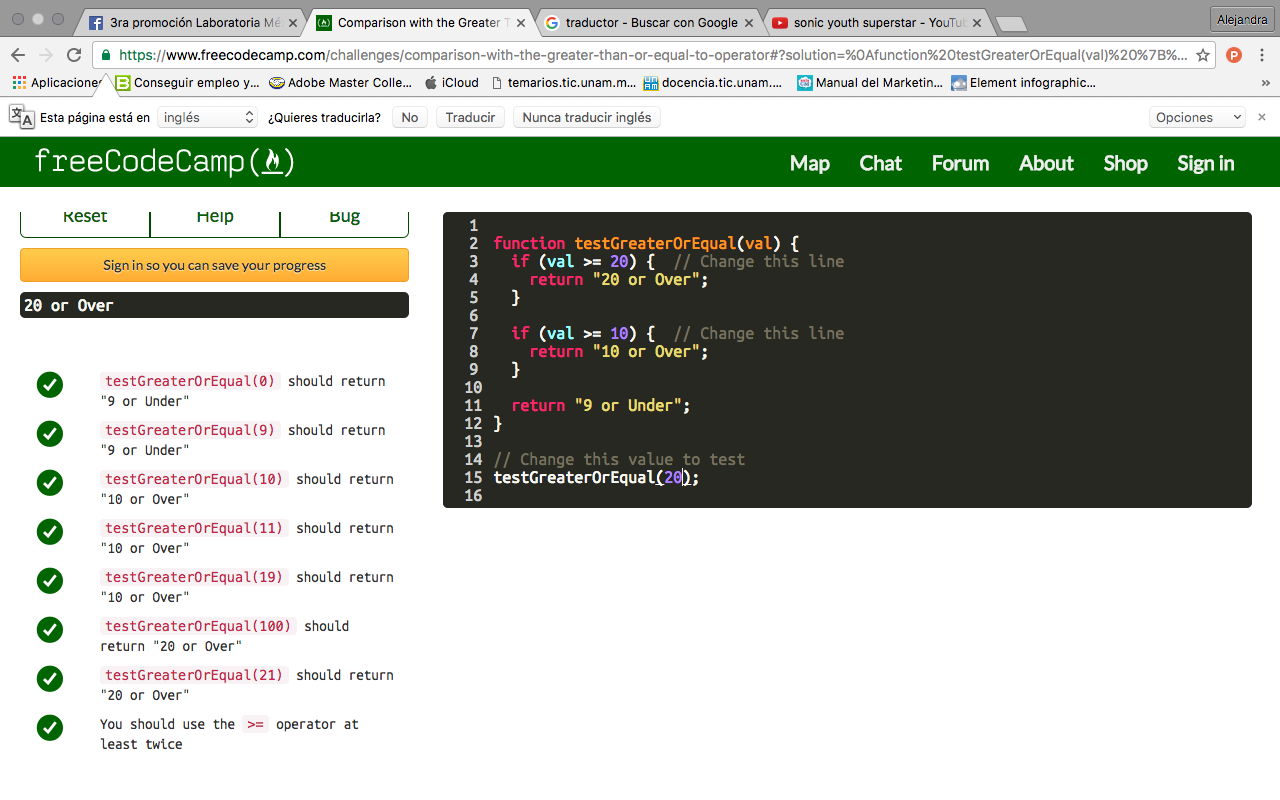 3ra promoción Laboratoria Mé
Comparison with the Greater T
traductor - Buscar con Google
sonic youth superstar - YouTub
Alejandra
https://www.freecodecamp.com/challenges/comparison-with-the-greater-than-or-equal-to-operator#?solution=%0Afunction%20testGreaterOrEqual(val)%20%7B%...
Aplicaciones
Conseguir empleo y...
Adobe Master Colle...
iCloud
temarios.tic.unam.m...
docencia.tic.unam....
Manual del Marketin...
Element infographic...
»
Esta página está en
inglés
¿Quieres traducirla?
No
Traducir
Nunca traducir inglés
Opciones
freeCodeCamp(🔥)
Map
Chat
Forum
About
Shop
Sign in
Reset
Help
Bug
Sign in so you can save your progress
20 or Over
testGreaterOrEqual(0) should return
"9 or Under"
testGreaterOrEqual(9) should return
"9 or Under"
testGreaterOrEqual(10) should return
"10 or Over"
testGreaterOrEqual(11) should return
"10 or Over"
testGreaterOrEqual(19) should return
"10 or Over"
testGreaterOrEqual(100) should
return "20 or Over"
testGreaterOrEqual(21) should return
"20 or Over"
You should use the >= operator at
least twice
1
2 function testGreaterOrEqual(val) {
3 if (val >= 20) { // Change this line
4 return "20 or Over";
5 }
6
7 if (val >= 10) { // Change this line
8 return "10 or Over";
9 }
10
11 return "9 or Under";
12 }
13
14 // Change this value to test
15 testGreaterOrEqual(20);
16